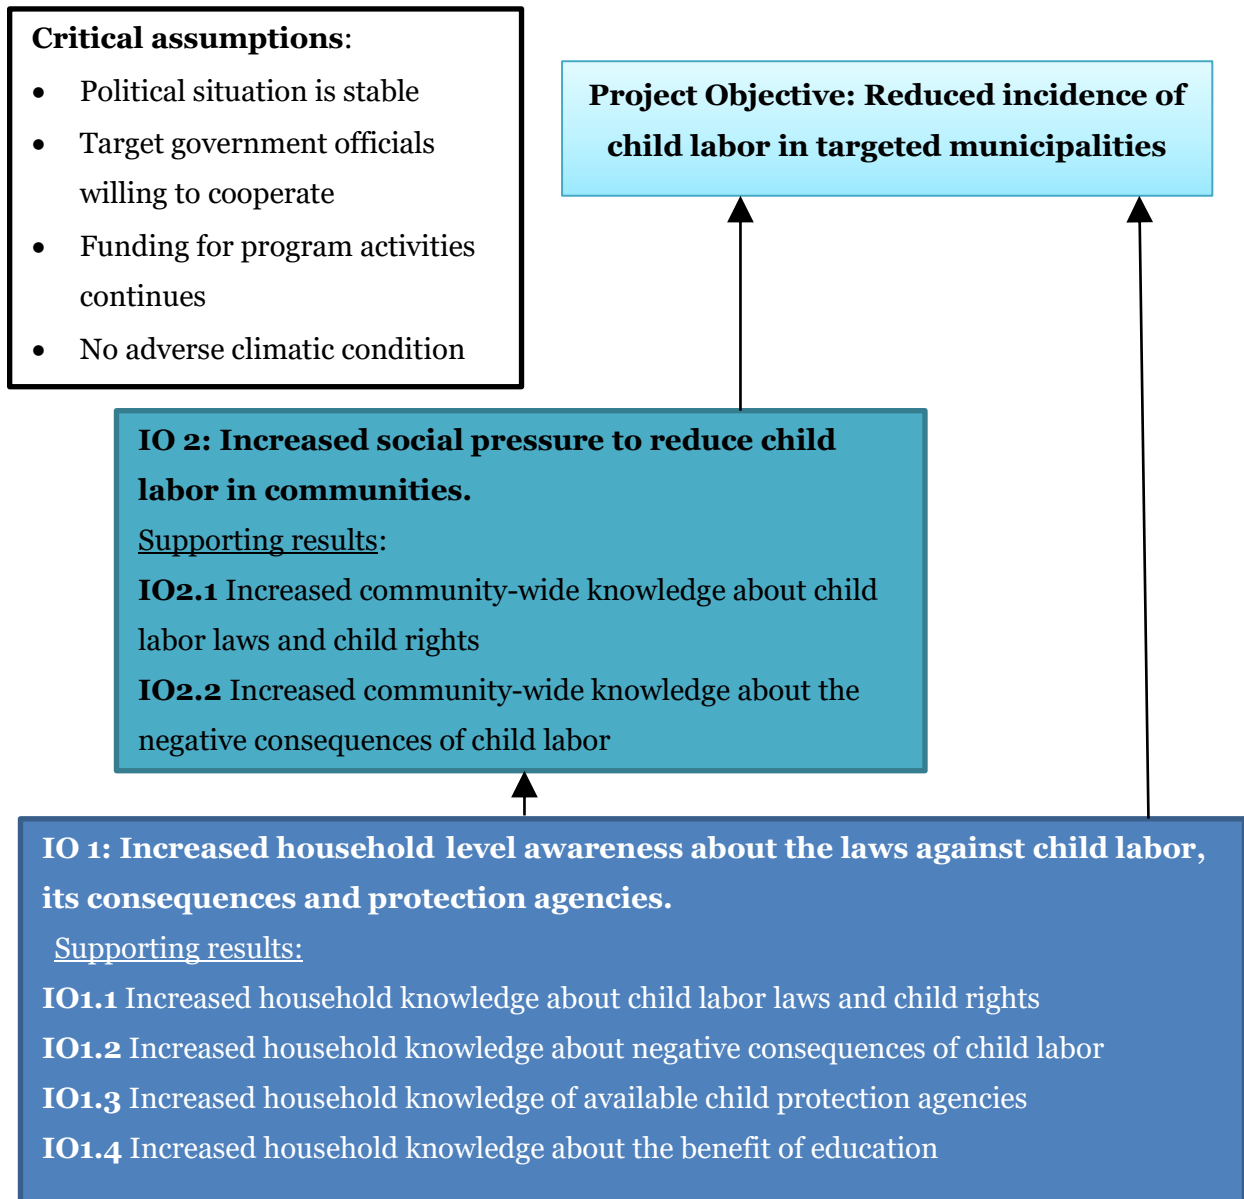 Critical assumptions:
• Political situation is stable
• Target government officials
willing to cooperate
• Funding for program activities
continues
• No adverse climatic condition
Project Objective: Reduced incidence of
child labor in targeted municipalities
IO 2: Increased social pressure to reduce child
labor in communities.
Supporting results:
IO2.1 Increased community-wide knowledge about child
labor laws and child rights
IO2.2 Increased community-wide knowledge about the
negative consequences of child labor
IO 1: Increased household level awareness about the laws against child labor,
its consequences and protection agencies.
Supporting results:
IO1.1 Increased household knowledge about child labor laws and child rights
IO1.2 Increased household knowledge about negative consequences of child labor
IO1.3 Increased household knowledge of available child protection agencies
IO1.4 Increased household knowledge about the benefit of education